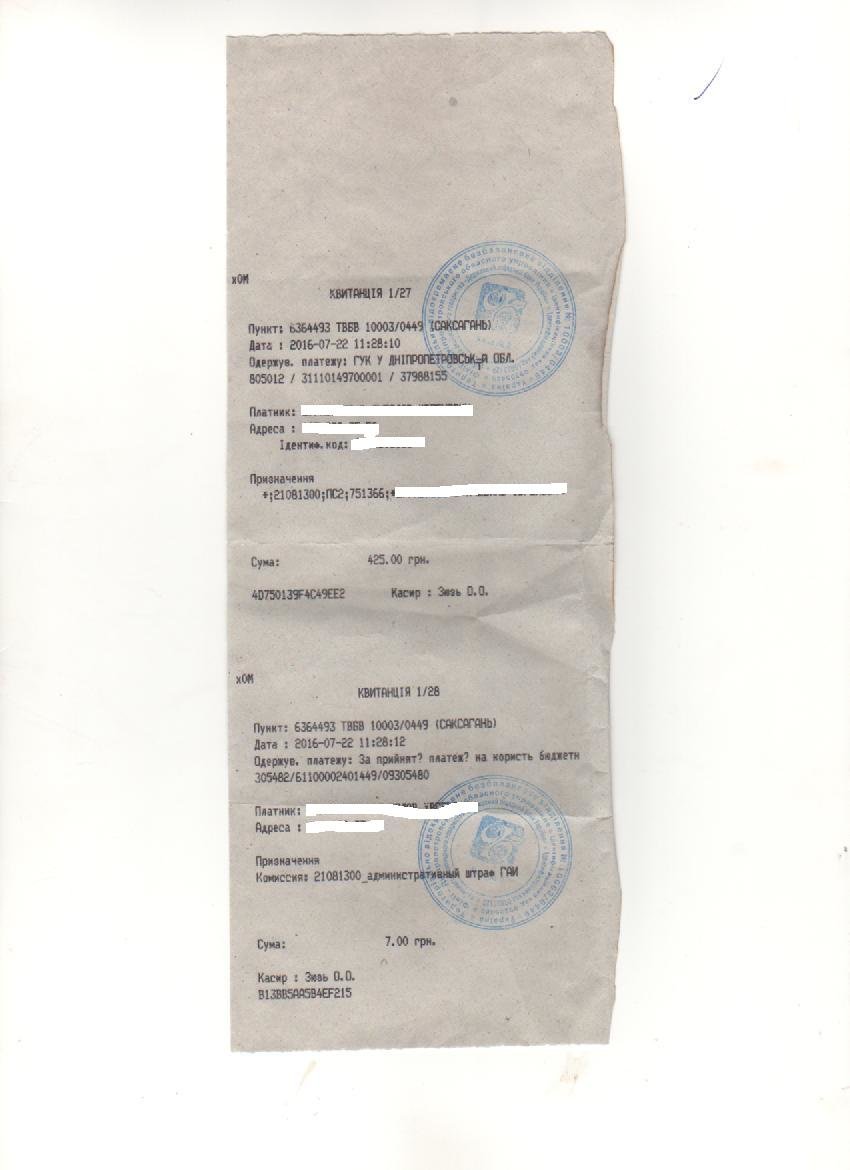 хОМ
КВИТАНЦІЯ 1/27
Пункт: 6364493 ТВБВ 10003/0449 (САКСАГАНЬ)
Дата : 2016-07-22 11:28:10
Одержув. платежу: ГУК У ДНІПРОПЕТРОВСЬК-А ОБЛ.
805012 / 31110149700001 / 37988155
Платник:
Адреса :
Ідентиф.код:
Призначення
*;21081300;ПС2;751366;*
Сума: 425.00 грн.
4D750139F4C49EE2 Касир : Зюзь О.О.
хОМ
КВИТАНЦІЯ 1/28
Пункт: 6364493 ТВБВ 10003/0449 (САКСАГАНЬ)
Дата : 2016-07-22 11:28:12
Одержув. платежу: За прийнят? платеж? на користь бюджетн
305482/61100002401449/09305480
Платник:
Адреса :
Призначення
Комиссия: 21081300_административный штраф ГАИ
Сума: 7.00 грн.
Касир : Зюзь О.О.
B13BB5AA5B4EF215